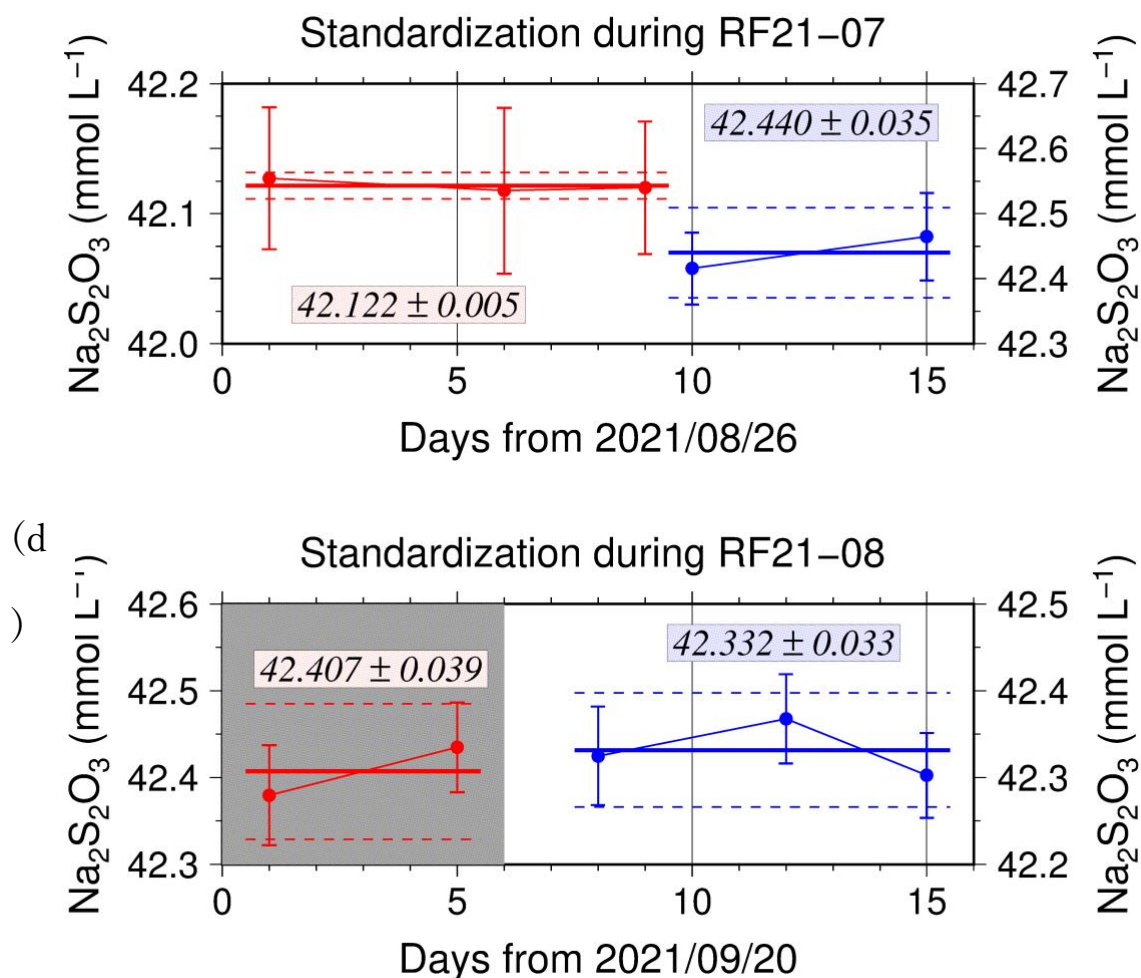 Standardization during RF21−07
Na2S2O3 (mmol L−1)
42.2
42.1
42.0
42.440 ± 0.035
42.122 ± 0.005
42.7
42.6
42.5
42.4
42.3
Na2S2O3 (mmol L−1)
0 5 10 15
Days from 2021/08/26
(d
)
Standardization during RF21−08
Na2S2O3 (mmol L−1)
42.6
42.5
42.4
42.3
42.407 ± 0.039
42.332 ± 0.033
42.5
42.4
42.3
42.2
Na2S2O3 (mmol L−1)
0 5 10 15
Days from 2021/09/20